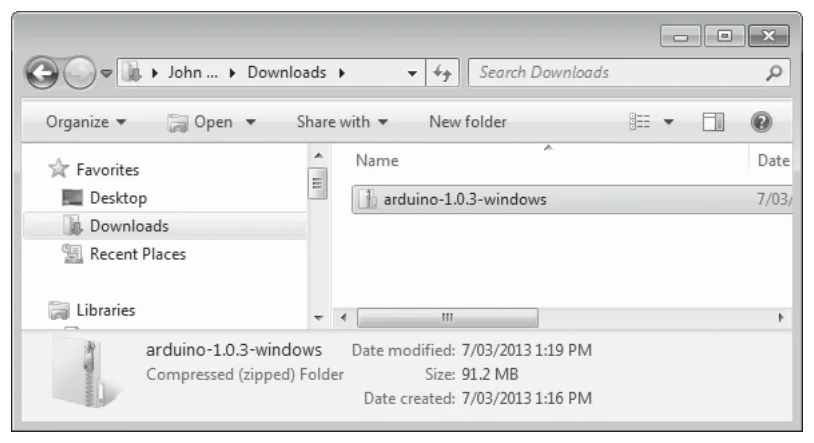 John ... Downloads Search Downloads
Organize Open Share with New folder
Favorites
Desktop
Downloads
Recent Places
Libraries
Name Date
arduino-1.0.3-windows 7/03/
arduino-1.0.3-windows Date modified: 7/03/2013 1:19 PM
Compressed (zipped) Folder Size: 91.2 MB
Date created: 7/03/2013 1:16 PM